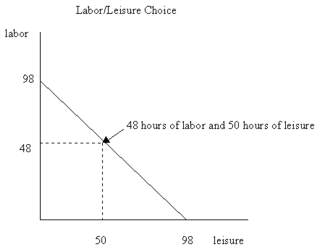 Labor/Leisure Choice
labor
98
48 hours of labor and 50 hours of leisure
48
50
98
leisure